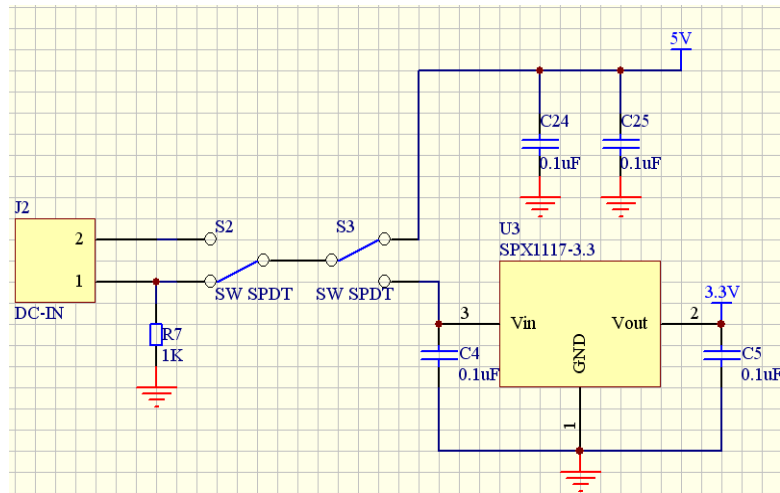 5V
C24
C25
0.1uF
0.1uF
J2
2
1
DC-IN
S2
S3
SW SPDT
SW SPDT
R7
1K
U3
SPX1117-3.3
3
Vin
Vout
2
GND
1
3.3V
C4
0.1uF
C5
0.1uF